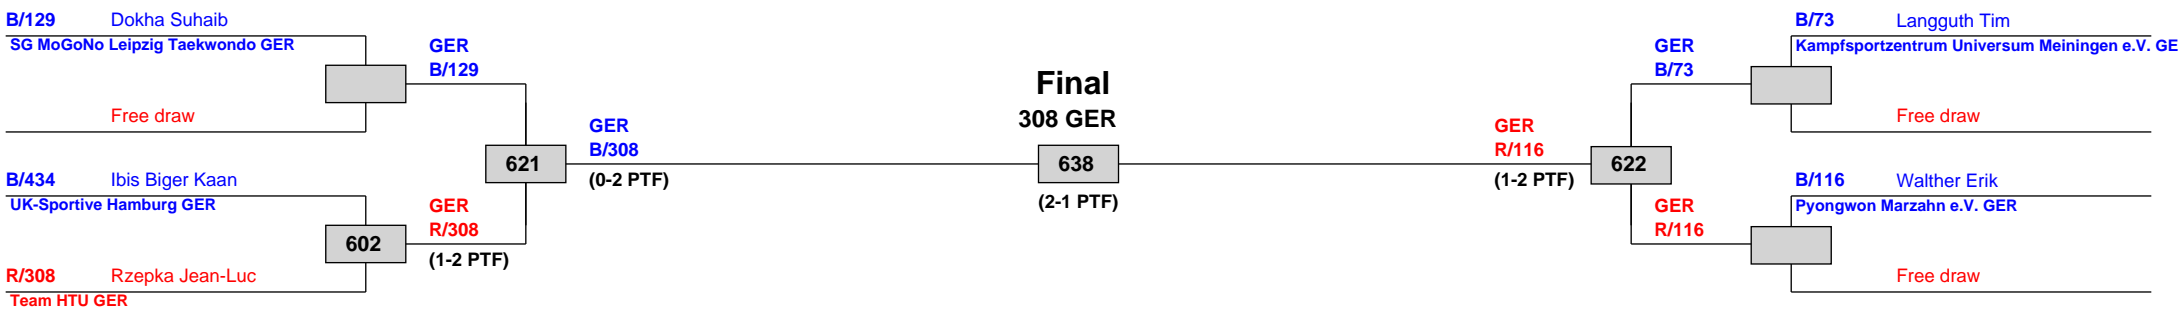 B/129 Dokha Suhaib
SG MoGoNo Leipzig Taekwondo GER
Free draw
B/434 Ibis Biger Kaan
UK-Sportive Hamburg GER
R/308 Rzepka Jean-Luc
Team HTU GER
602
GER
B/129
GER
R/308
(1-2 PTF)
621
GER
B/308
(0-2 PTF)
Final
308 GER
638
(2-1 PTF)
GER
R/116
(1-2 PTF)
622
GER
B/73
GER
R/116
B/73 Langguth Tim
Kampfsportzentrum Universum Meiningen e.V. GE
Free draw
B/116 Walther Erik
Pyongwon Marzahn e.V. GER
Free draw